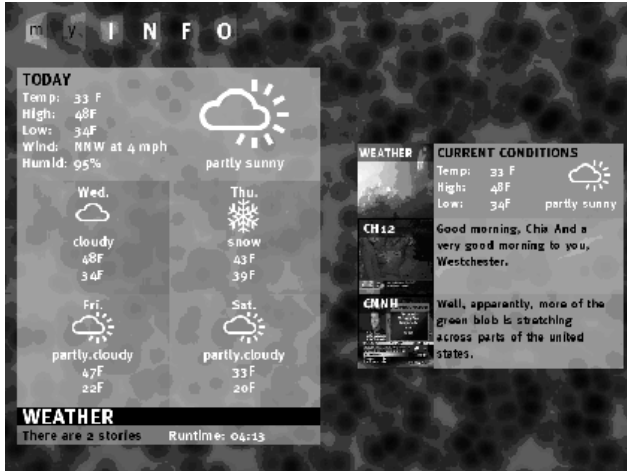 my INFO
TODAY
Temp: 33 F
High: 48F
Low: 34F
Wind: NNW at 4 mph
Humid: 95%
partly sunny
Wed.
cloudy
48F
34F
Thu.
snow
43F
39F
Fri.
partly.cloudy
47F
22F
Sat.
partly.cloudy
33F
20F
WEATHER
There are 2 stories Runtime: 04:13
WEATHER
CURRENT CONDITIONS
Temp: 33 F
High: 48F
Low: 34F
partly sunny
CH12
Good morning, Chia And a
very good morning to you,
Westchester.
CNNH
Well, apparently, more of the
green blob is stretching
across parts of the united
states.